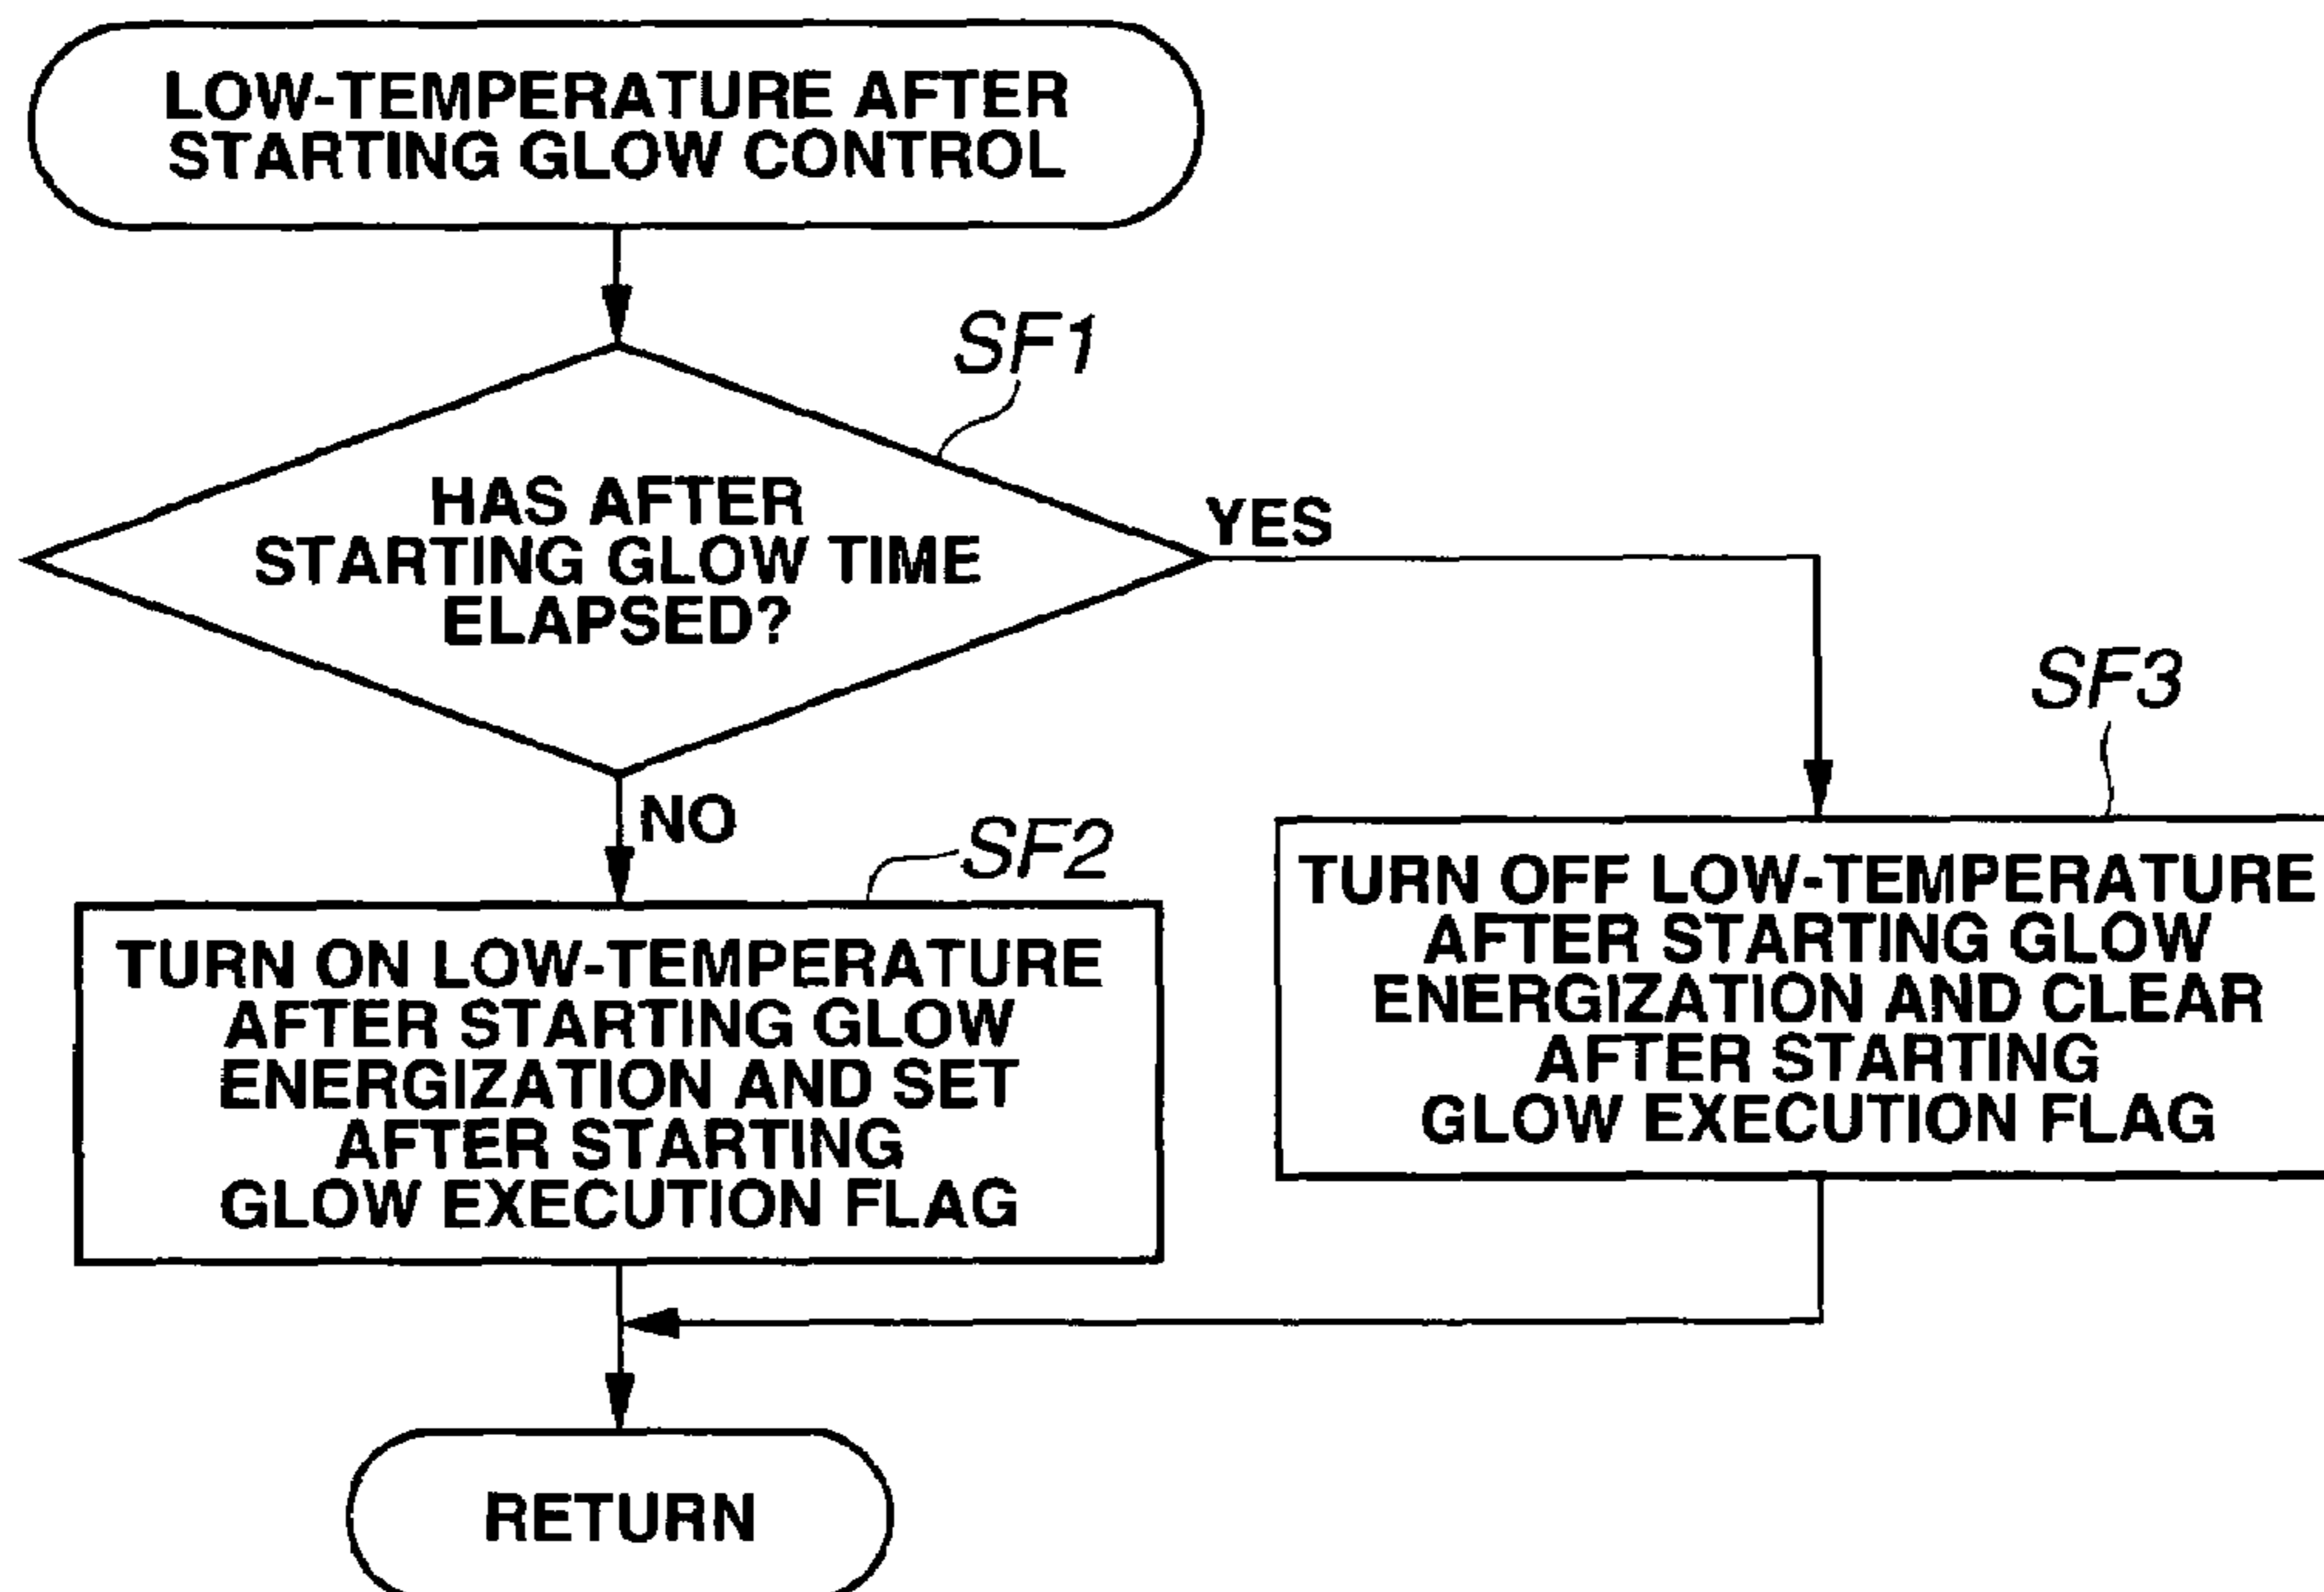 LOW-TEMPERATURE AFTER
STARTING GLOW CONTROL
SF1
HAS AFTER
STARTING GLOW TIME
ELAPSED?
YES
NO
SF2
TURN ON LOW-TEMPERATURE
AFTER STARTING GLOW
ENERGIZATION AND SET
AFTER STARTING
GLOW EXECUTION FLAG
SF3
TURN OFF LOW-TEMPERATURE
AFTER STARTING GLOW
ENERGIZATION AND CLEAR
AFTER STARTING
GLOW EXECUTION FLAG
RETURN